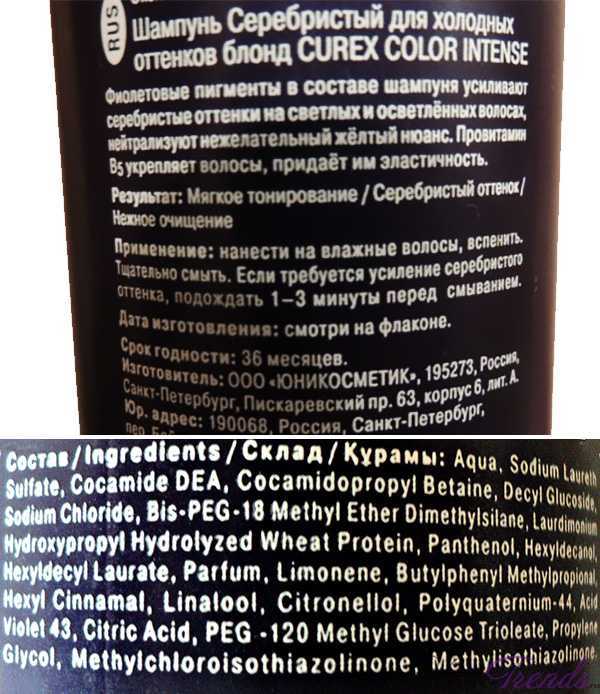 RUS
Шампунь Серебристый для холодных
оттенков блонд CUREX COLOR INTENSE
Фиолетовые пигменты в составе шампуня усиливают
серебристые оттенки на светлых и осветлённых волосах,
нейтрализуют нежелательный жёлтый нюанс. Провитамин
B5 укрепляет волосы, придаёт им эластичность.
Результат: Мягкое тонирование / Серебристый оттенок/
Нежное очищение
Применение: нанести на влажные волосы, вспенить.
Тщательно смыть. Если требуется усиление серебристого
оттенка, подождать 1–3 минуты перед смыванием.
Дата изготовления: смотри на флаконе.
Срок годности: 36 месяцев.
Изготовитель: ООО «ЮНИКОСМЕТИК», 195273, Россия,
Санкт-Петербург, Пискаревский пр. 63, корпус 6, лит. А.
Юр. адрес: 190068, Россия, Санкт-Петербург,
пер.
Состав/Ingredients/Склад/Құрамы: Aqua, Sodium Laureth
Sulfate, Cocamide DEA, Cocamidopropyl Betaine, Decyl Glucoside,
Sodium Chloride, Bis-PEG-18 Methyl Ether Dimethylsilane, Laurdimonium
Hydroxypropyl Hydrolyzed Wheat Protein, Panthenol, Hexyldecanol,
Hexyldecyl Laurate, Parfum, Limonene, Butylphenyl Methylpropional,
Hexyl Cinnamal, Linalool, Citronellol, Polyquaternium-44, Acid
Violet 43, Citric Acid, PEG -120 Methyl Glucose Trioleate, Propylene
Glycol, Methylchloroisothiazolinone, Methylisothiazolinone.
Trends